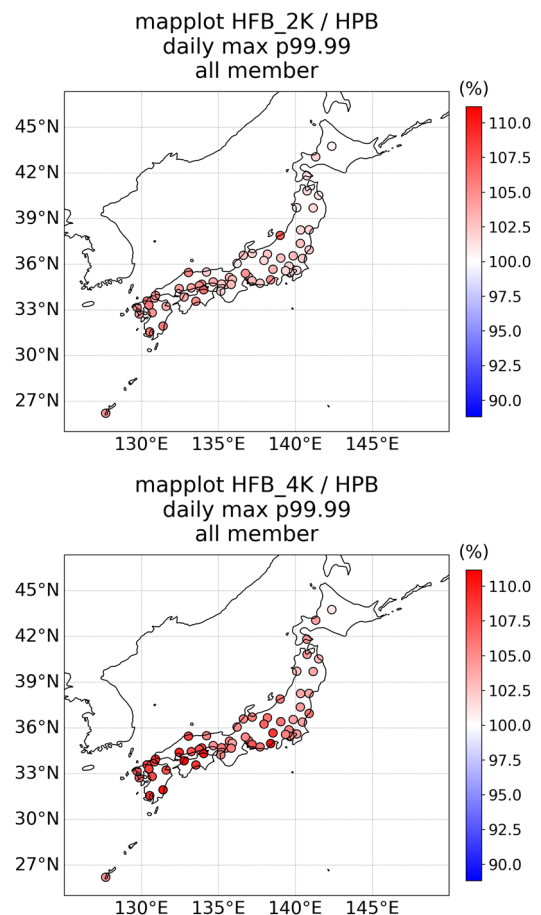 mapplot HFB_2K / HPB
daily max p99.99
all member
(%)
45°N
42°N
39°N
36°N
33°N
30°N
27°N
130°E 135°E 140°E 145°E
110.0
107.5
105.0
102.5
100.0
97.5
95.0
92.5
90.0
mapplot HFB_4K / HPB
daily max p99.99
all member
(%)
45°N
42°N
39°N
36°N
33°N
30°N
27°N
130°E 135°E 140°E 145°E
110.0
107.5
105.0
102.5
100.0
97.5
95.0
92.5
90.0